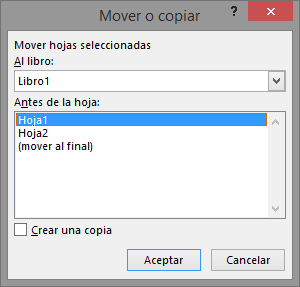 Mover o copiar
?
Mover hojas seleccionadas
Al libro:
Libro1
Antes de la hoja:
Hoja1
Hoja2
(mover al final)
Crear una copia
Aceptar
Cancelar